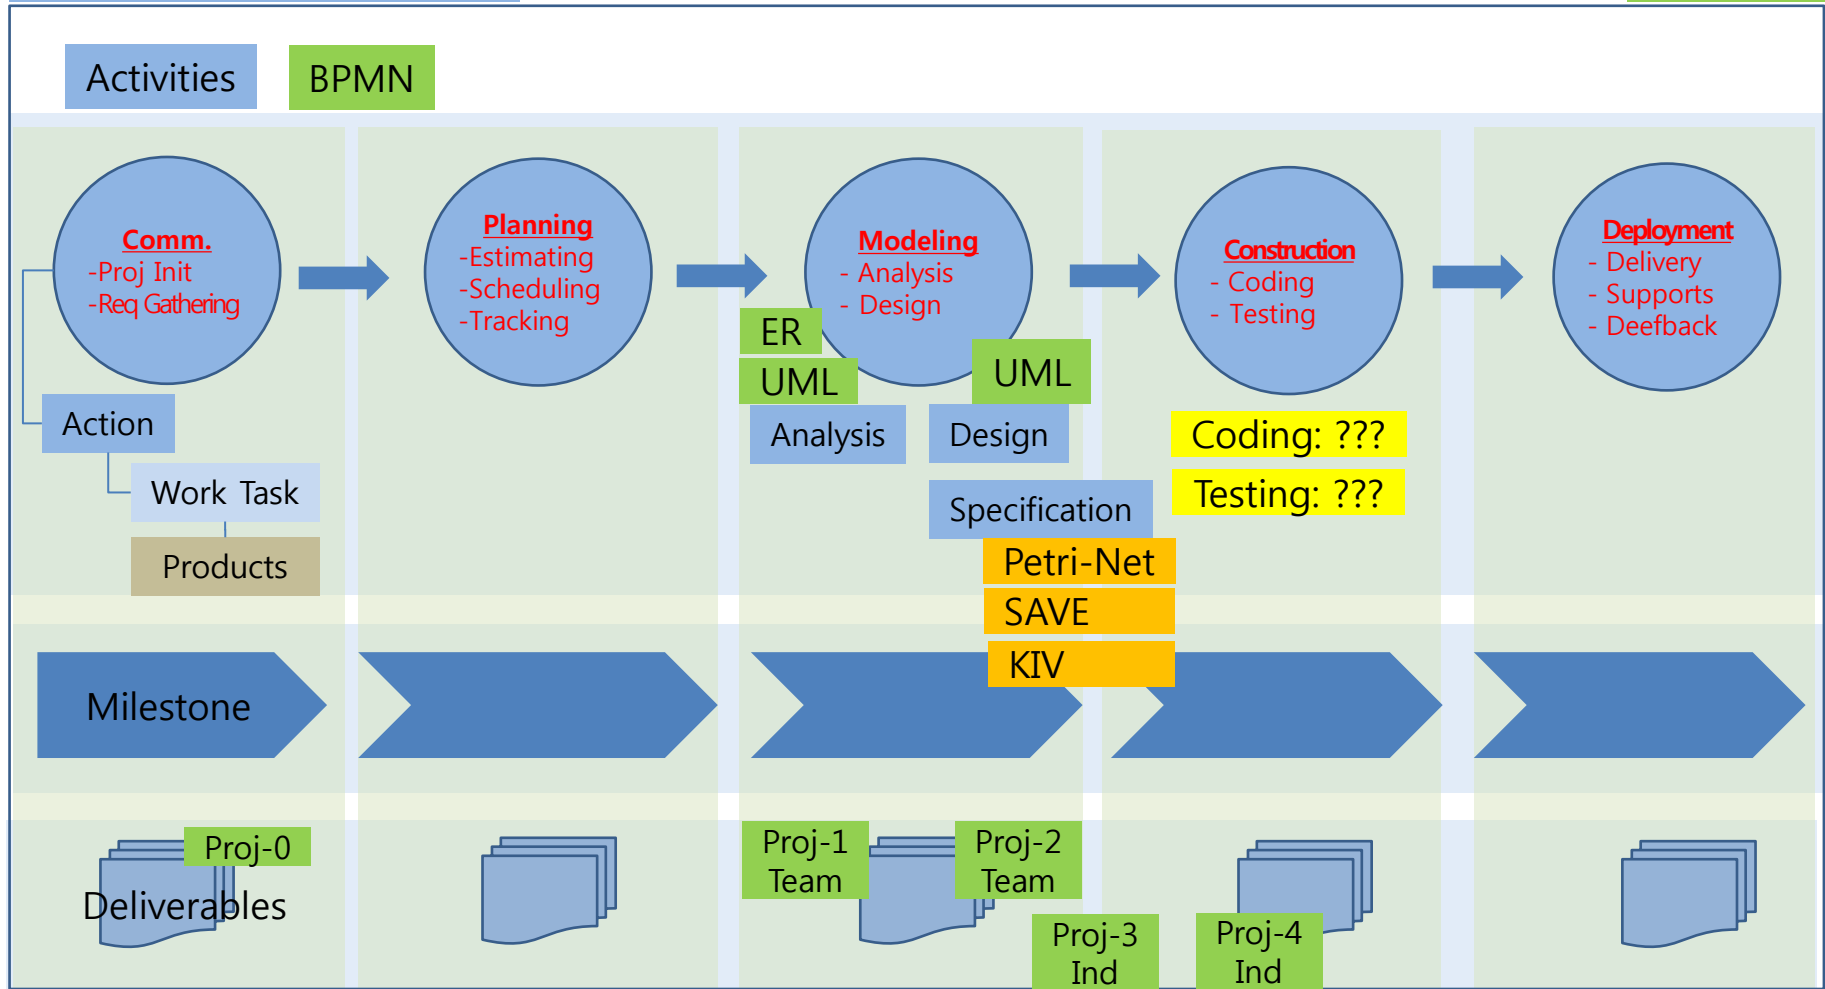 Activities
BPMN
Comm.
-Proj Init
-Req Gathering
Planning
-Estimating
-Scheduling
-Tracking
Modeling
- Analysis
- Design
Construction
- Coding
- Testing
Deployment
- Delivery
- Supports
- Deefback
ER
UML
UML
Action
Analysis
Design
Coding: ???
Work Task
Testing: ???
Specification
Products
Petri-Net
SAVE
KIV
Milestone
Proj-0
Deliverables
Proj-1
Team
Proj-2
Team
Proj-3
Ind
Proj-4
Ind